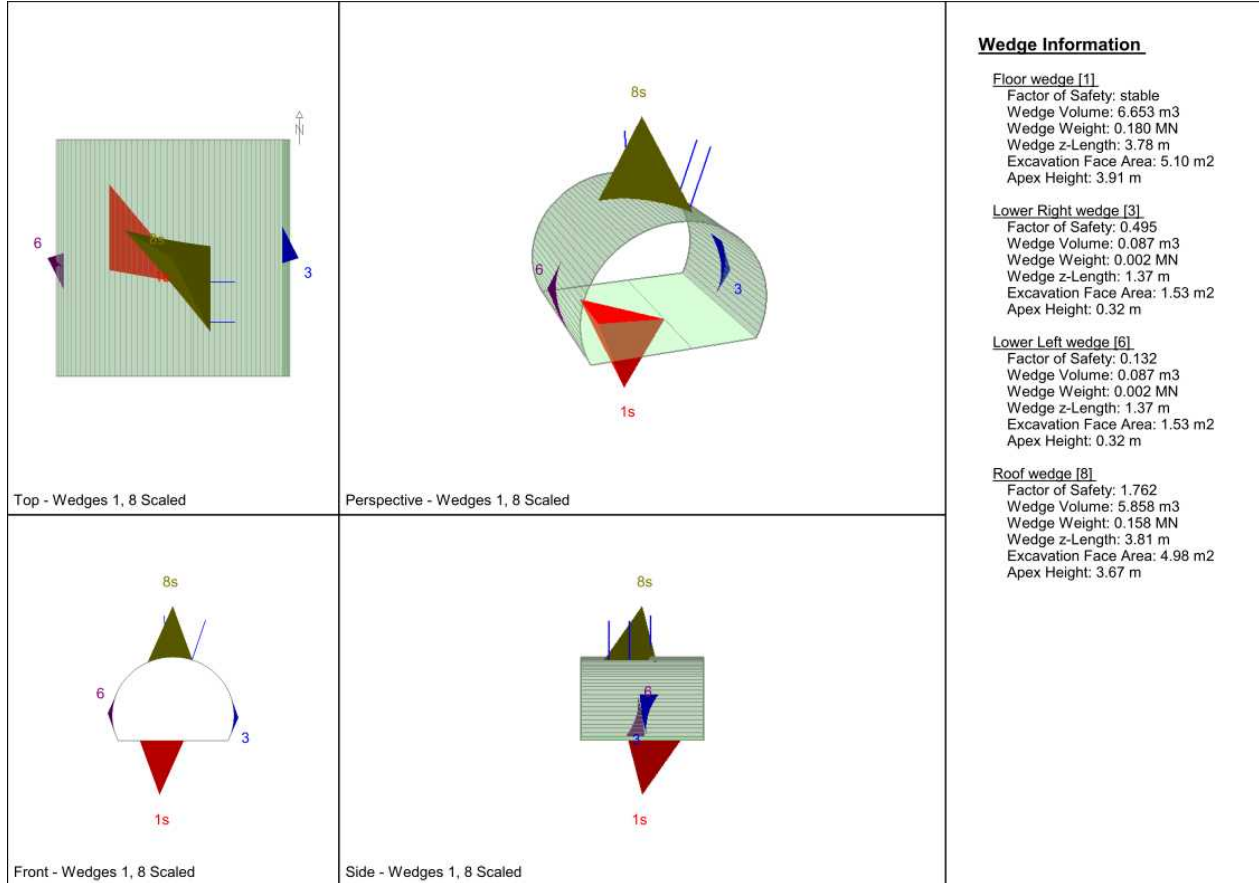 8s
N
6
8s
1s
3
Top - Wedges 1, 8 Scaled
8s
6
3
1s
Perspective - Wedges 1, 8 Scaled
8s
6
3
1s
Front - Wedges 1, 8 Scaled
8s
6
3
1s
Side - Wedges 1, 8 Scaled
Wedge Information
Floor wedge [1]
Factor of Safety: stable
Wedge Volume: 6.653 m3
Wedge Weight: 0.180 MN
Wedge z-Length: 3.78 m
Excavation Face Area: 5.10 m2
Apex Height: 3.91 m
Lower Right wedge [3]
Factor of Safety: 0.495
Wedge Volume: 0.087 m3
Wedge Weight: 0.002 MN
Wedge z-Length: 1.37 m
Excavation Face Area: 1.53 m2
Apex Height: 0.32 m
Lower Left wedge [6]
Factor of Safety: 0.132
Wedge Volume: 0.087 m3
Wedge Weight: 0.002 MN
Wedge z-Length: 1.37 m
Excavation Face Area: 1.53 m2
Apex Height: 0.32 m
Roof wedge [8]
Factor of Safety: 1.762
Wedge Volume: 5.858 m3
Wedge Weight: 0.158 MN
Wedge z-Length: 3.81 m
Excavation Face Area: 4.98 m2
Apex Height: 3.67 m